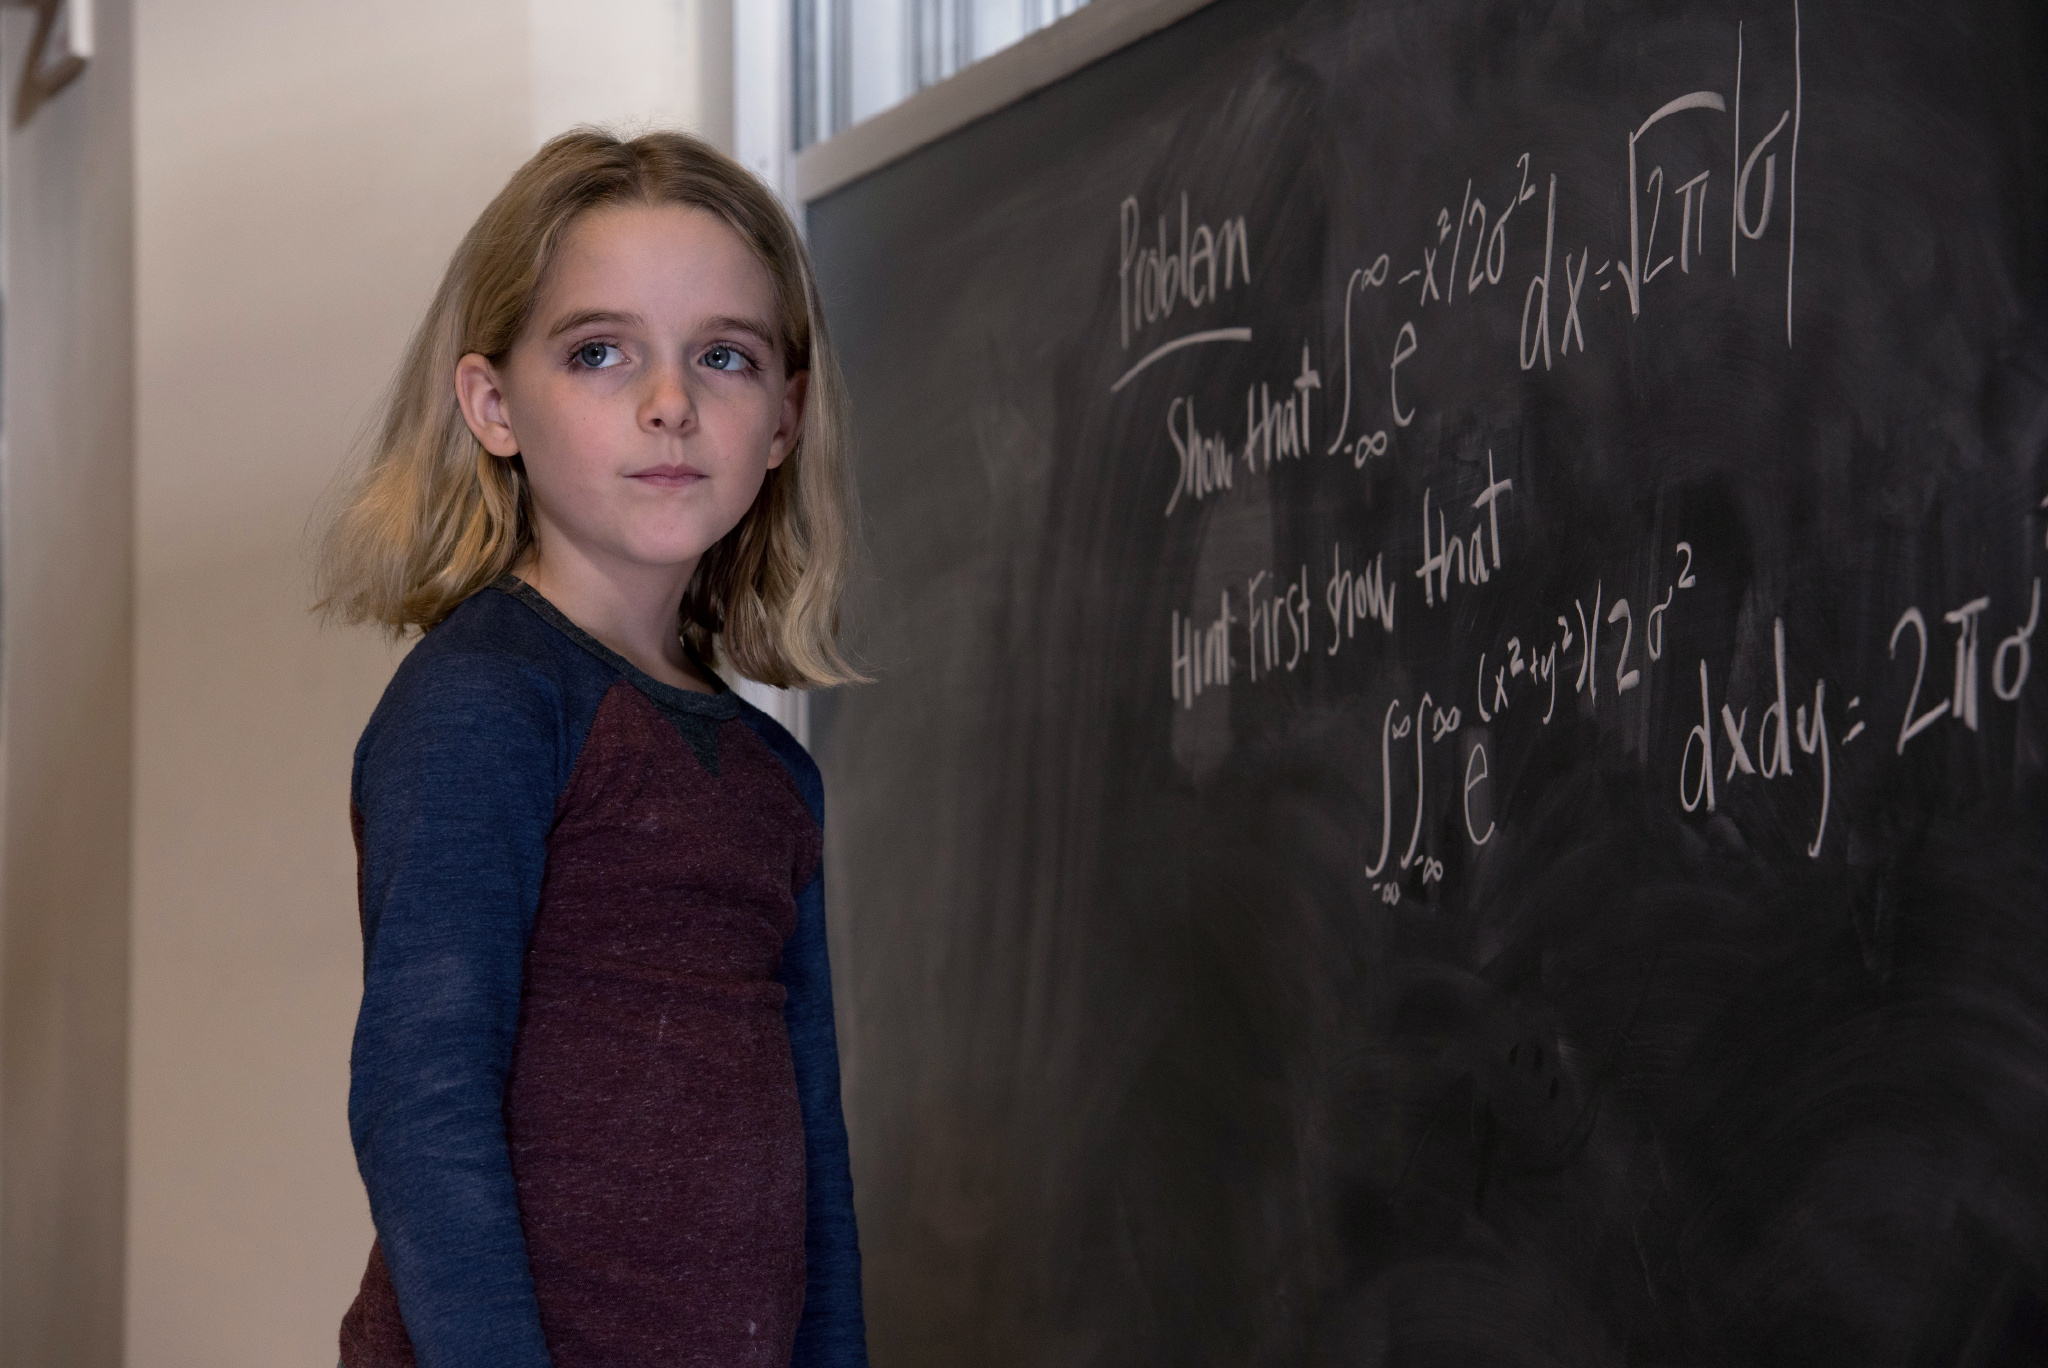 Problem
Show that ∫_{-∞}^{∞} e^{-x²/2σ²} dx = √2π |σ|
Hint: First show that
∫_{-∞}^{∞} ∫_{-∞}^{∞} e^{(x²+y²)/2σ²} dxdy = 2πσ